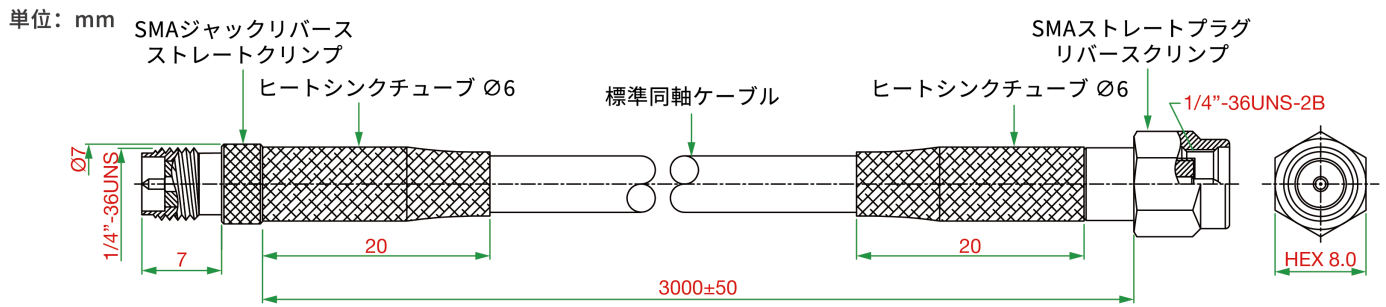 単位：mm
SMAジャックリバース
ストレートクリンプ
ヒートシンクチューブ ∅6
標準同軸ケーブル
ヒートシンクチューブ ∅6
SMAストレートプラグ
リバースクリンプ
1/4”-36UNS-2B
∅7
1/4”-36UNS
7
20
20
HEX 8.0
3000±50